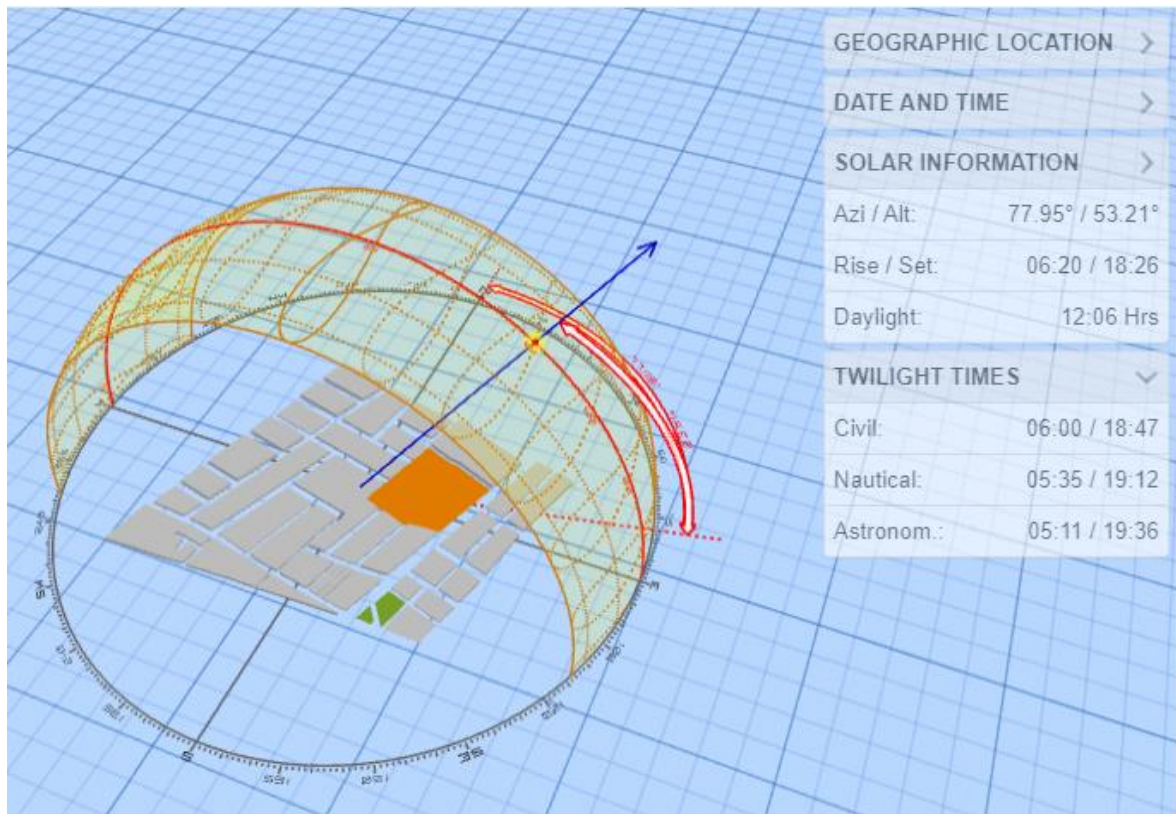 GEOGRAPHIC LOCATION
DATE AND TIME
SOLAR INFORMATION
Azi / Alt: 77.95° / 53.21°
Rise / Set: 06:20 / 18:26
Daylight: 12:06 Hrs
TWILIGHT TIMES
Civil: 06:00 / 18:47
Nautical: 05:35 / 19:12
Astronom.: 05:11 / 19:36